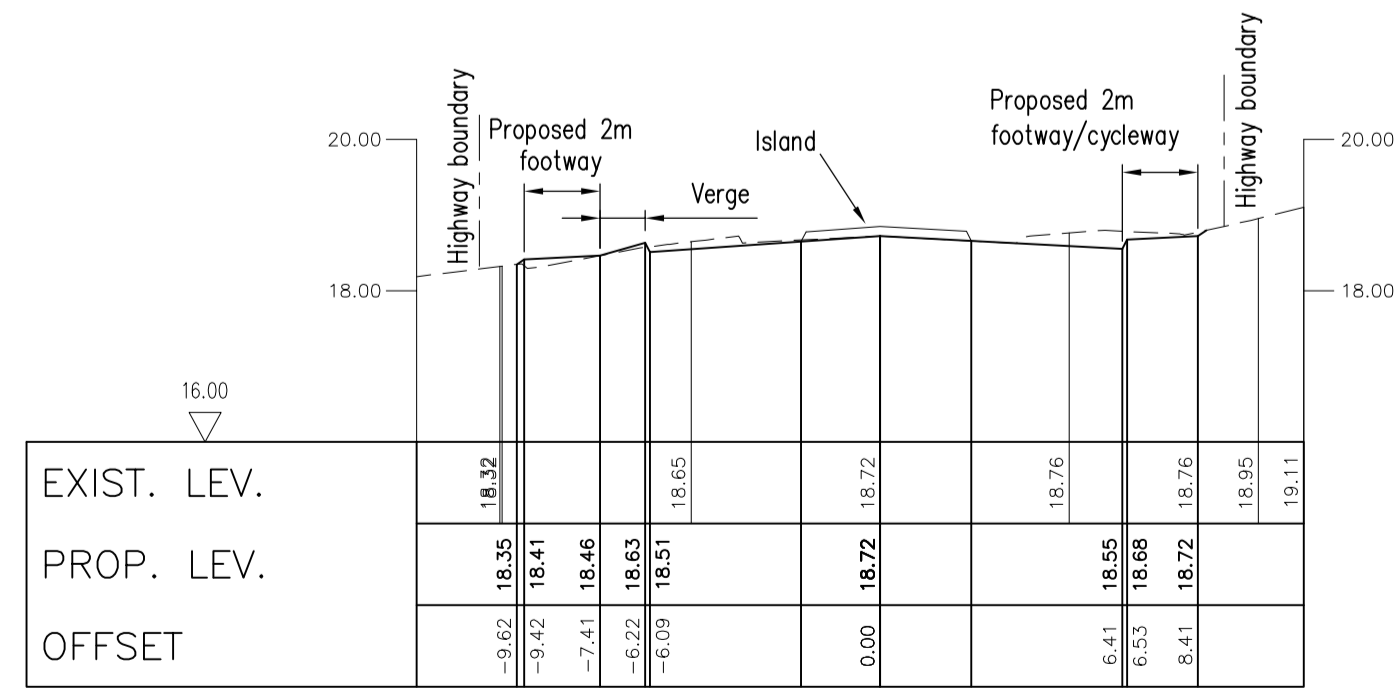 Highway boundary
Proposed 2m
footway
Verge
Island
Proposed 2m
footway/cycleway
Highway boundary
20.00
20.00
18.00
18.00
16.00
EXIST. LEV. 18.32 18.65 18.72 18.76 18.76 18.95 19.11
PROP. LEV. 18.35 18.41 18.46 18.63 18.51 18.72 18.55 18.68 18.72
OFFSET -9.62 -9.42 -7.41 -6.22 -6.09 0.00 6.41 6.53 8.41